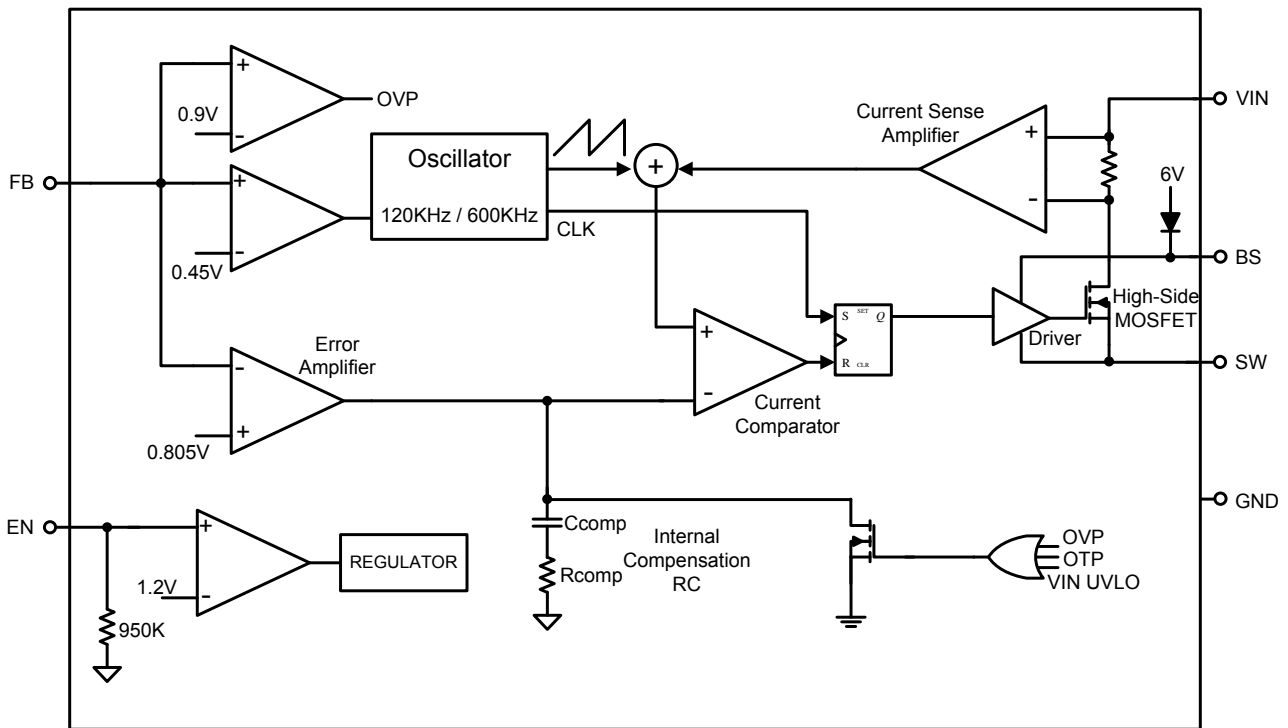 +
0.9V
-
OVP
FB
+
0.45V
-
Oscillator
120KHz / 600KHz
CLK
+
Current Sense
Amplifier
+
-
VIN
6V
BS
High-Side
MOSFET
Driver
SW
S SET Q
R CLR
+
-
Current
Comparator
Error
Amplifier
-
+
0.805V
GND
EN
+
1.2V
-
REGULATOR
950K
Ccomp
Rcomp
Internal
Compensation
RC
OVP
OTP
VIN UVLO